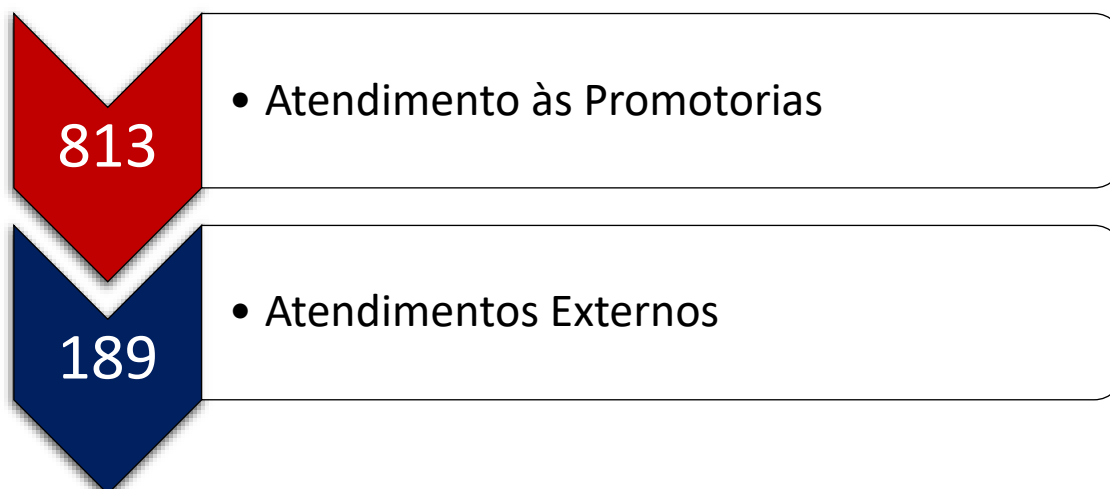 813
• Atendimento às Promotorias
189
• Atendimentos Externos